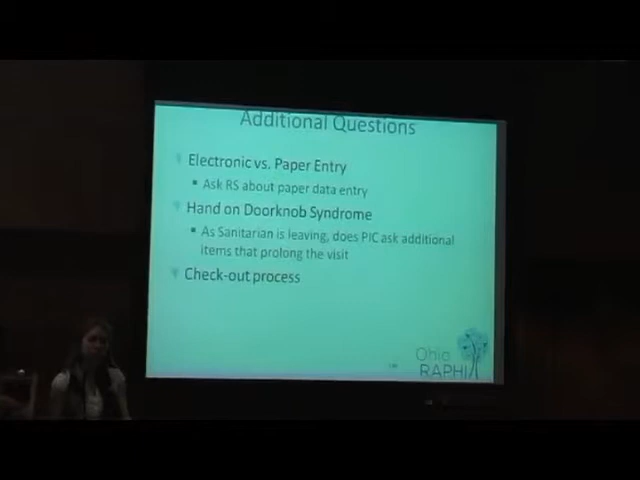 Additional Questions
Electronic vs. Paper Entry
Ask RS about paper data entry
Hand on Doorknob Syndrome
As Sanitarian is leaving, does PIC ask additional
items that prolong the visit
Check-out process
Ohio
RAPHI